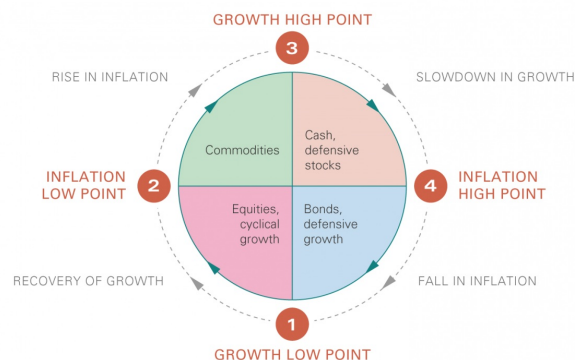 GROWTH HIGH POINT
3
RISE IN INFLATION
SLOWDOWN IN GROWTH
Commodities
Cash,
defensive
stocks
INFLATION
LOW POINT
2
4
INFLATION
HIGH POINT
Equities,
cyclical
growth
Bonds,
defensive
growth
RECOVERY OF GROWTH
FALL IN INFLATION
1
GROWTH LOW POINT